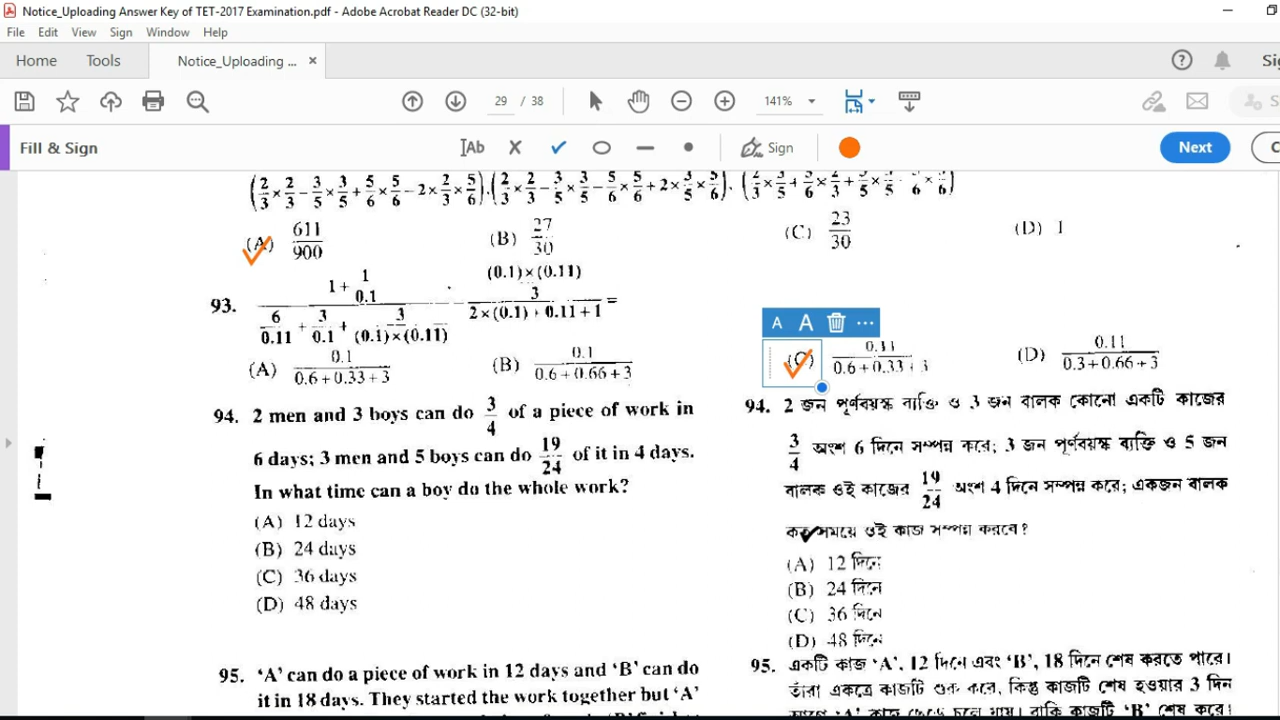 Notice_Uploading Answer Key of TET-2017 Examination.pdf - Adobe Acrobat Reader DC (32-bit)
File Edit View Sign Window Help
Home Tools Notice_Uploading ... ×
29 / 38 141%
Fill & Sign Ab Sign Next
(A) 611/900 (B) 27/30 (C) 23/30 (D) 1
93.
(A) 0.1/(0.6+0.33+3) (B) 0.1/(0.6+0.66+3) (C) 0.11/(0.6+0.33+3) (D) 0.11/(0.3+0.66+3)
94. 2 men and 3 boys can do 3/4 of a piece of work in
6 days; 3 men and 5 boys can do 19/24 of it in 4 days.
In what time can a boy do the whole work?
(A) 12 days
(B) 24 days
(C) 36 days
(D) 48 days
94. 2 জন পূর্ণবয়স্ক ব্যক্তি ও 3 জন বালক কোনো একটি কাজের
3/4 অংশ 6 দিনে সম্পন্ন করে; 3 জন পূর্ণবয়স্ক ব্যক্তি ও 5 জন
বালক ওই কাজের 19/24 অংশ 4 দিনে সম্পন্ন করে; একজন বালক
কত সময়ে ওই কাজ সম্পন্ন করবে?
(A) 12 দিনে
(B) 24 দিনে
(C) 36 দিনে
(D) 48 দিনে
95. ‘A’ can do a piece of work in 12 days and ‘B’ can do
it in 18 days. They started the work together but ‘A’
95. একটি কাজ ‘A’, 12 দিনে এবং ‘B’, 18 দিনে শেষ করতে পারে।
তাঁরা একত্রে কাজটি শুরু করে, কিন্তু কাজটি শেষ হওয়ার 3 দিন